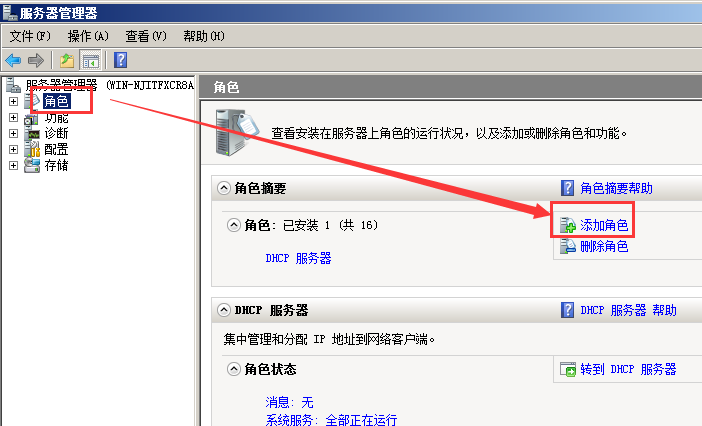 服务器管理器
文件(F) 操作(A) 查看(V) 帮助(H)
服务器管理器 (WIN-NJITFXCR8A
角色
功能
诊断
配置
存储
角色
查看安装在服务器上角色的运行状况，以及添加或删除角色和功能。
角色摘要
角色摘要帮助
角色: 已安装 1 (共 16)
添加角色
删除角色
DHCP 服务器
DHCP 服务器
DHCP 服务器 帮助
集中管理和分配 IP 地址到网络客户端。
角色状态
转到 DHCP 服务器
消息: 无
系统服务: 全部正在运行